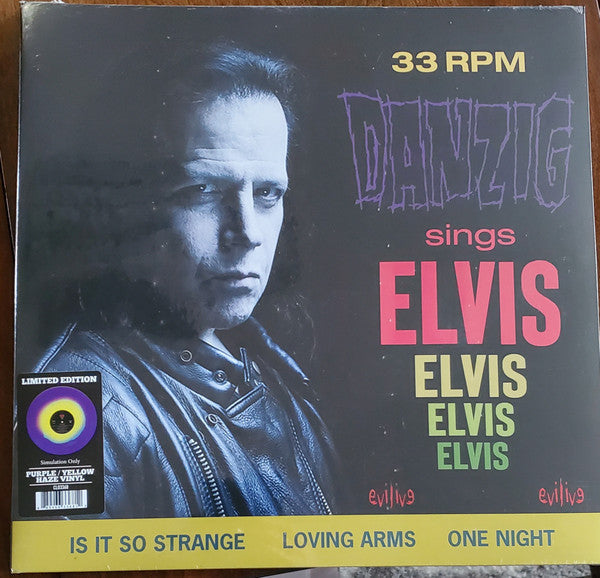 33 RPM
DANZIG
sings
ELVIS
ELVIS
ELVIS
ELVIS
LIMITED EDITION
Simulation Only
PURPLE / YELLOW
HAZE VINYL
evilive
evilive
IS IT SO STRANGE LOVING ARMS ONE NIGHT